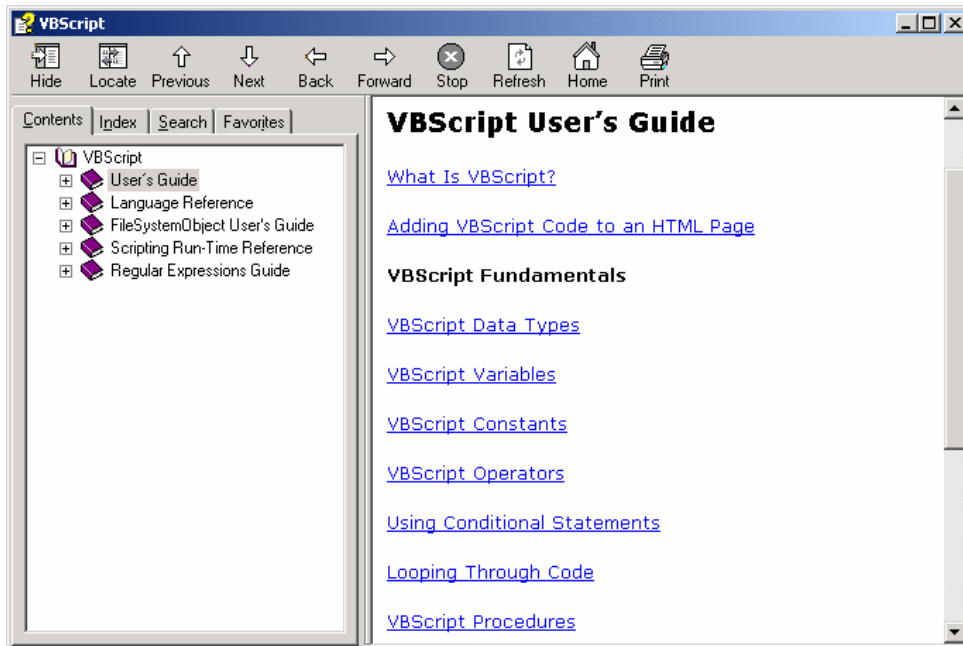 VBScript
Hide Locate Previous Next Back Forward Stop Refresh Home Print
Contents Index Search Favorites
VBScript
User's Guide
Language Reference
FileSystemObject User's Guide
Scripting Run-Time Reference
Regular Expressions Guide
VBScript User's Guide
What Is VBScript?
Adding VBScript Code to an HTML Page
VBScript Fundamentals
VBScript Data Types
VBScript Variables
VBScript Constants
VBScript Operators
Using Conditional Statements
Looping Through Code
VBScript Procedures